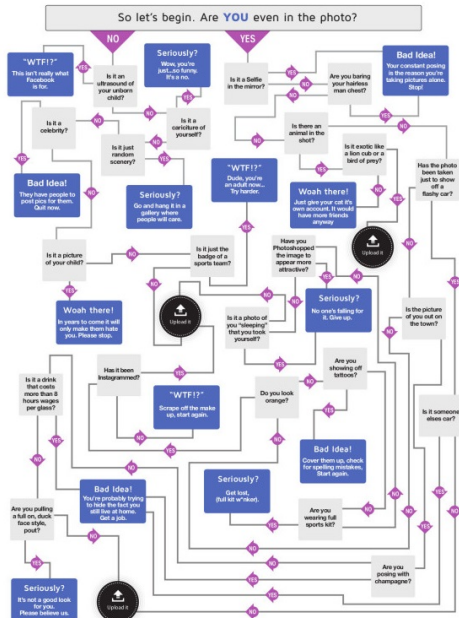 So let's begin. Are YOU even in the photo?
NO
YES
"WTF!?"
This isn't really what
Facebook
is for.
Is it an
ultrasound of
your unborn
child?
Seriously?
Wow, you're
just...so funny.
It's a no.
Is it a Selfie
in the mirror?
Are you baring
your hairless
man chest?
Bad Idea!
Your constant posing
is the reason you're
taking pictures alone.
Stop!
Is it a
celebrity?
Is it a
caricture of
yourself?
Is it just
random
scenery?
Is there an
animal in
the shot?
Is it exotic like
a lion cub or a
bird of prey?
Has the photo
been taken
just to show
off a
flashy car?
"WTF!?"
Dude, you're
an adult now...
Try harder.
Bad Idea!
They have people to
post pics for them.
Quit now.
Seriously?
Go and hang it in a
gallery where
people will care.
Woah there!
Just give your cat it's
own account. It would
have more friends
anyway
Upload it
Is it a picture
of your child?
Is it just the
badge of a
sports team?
Have you
Photoshopped
the image to
appear more
attractive?
Woah there!
In years to come it will
only make them hate
you. Please stop.
Upload it
Is it a photo of
you "sleeping"
that you took
yourself?
Seriously?
No one's falling for
it. Give up.
Is the picture
of you out on
the town?
Is it a drink
that costs
more than 8
hours wages
per glass?
Has it been
Instagrammed?
"WTF!?"
Scrape off the make
up, start again.
Do you look
orange?
Are you
showing off
tattoos?
Is it someone
elses car?
Bad Idea!
Cover them up, check
for spelling mistakes.
Start again.
Seriously?
Get lost,
(full kit w*nker).
Are you
wearing full
sports kit?
Bad Idea!
You're probably trying
to hide the fact you
still live at home.
Get a job.
Are you pulling
a full on, duck
face style,
pout?
Are you
posing with
champagne?
Seriously?
It's not a good look
for you.
Please believe us.
Upload it